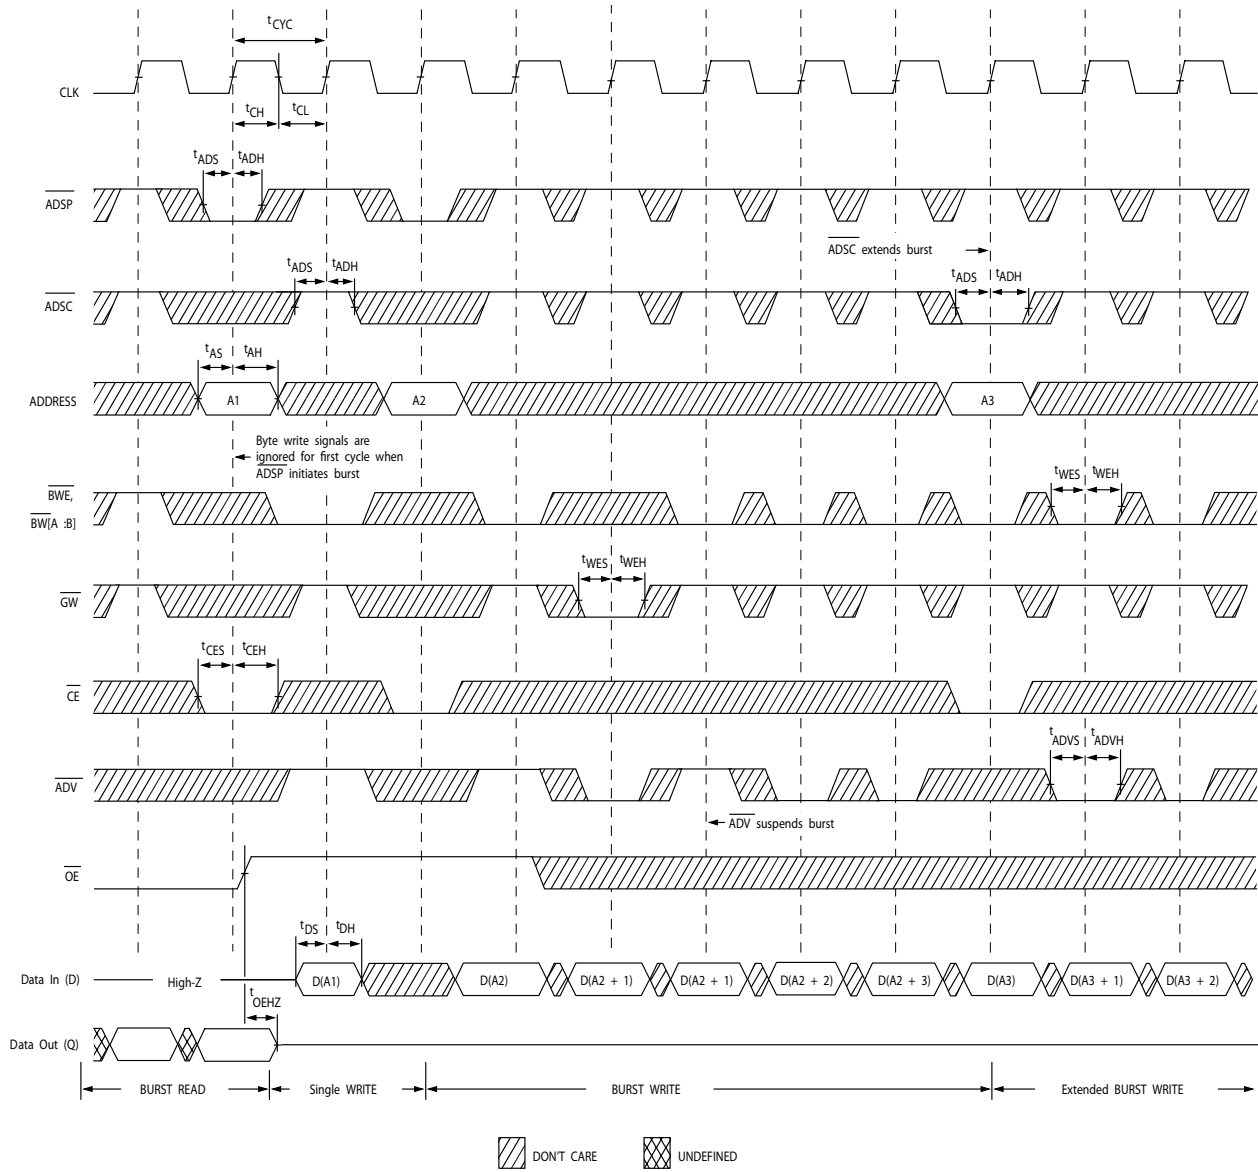 tCYC
CLK
tCH tCL
tADS tADH
ADSP
ADSC extends burst
tADS tADH tADS tADH
ADSC
tAS tAH
ADDRESS A1 A2 A3
Byte write signals are
ignored for first cycle when
ADSP initiates burst
tWES tWEH
BWE,
BW[A :B]
tWES tWEH
GW
tCES tCEH
CE
tADVS tADVH
ADV
ADV suspends burst
OE
tDS tDH
Data In (D) High-Z D(A1) D(A2) D(A2 + 1) D(A2 + 1) D(A2 + 2) D(A2 + 3) D(A3) D(A3 + 1) D(A3 + 2)
tOEHZ
Data Out (Q)
BURST READ Single WRITE BURST WRITE Extended BURST WRITE
DON'T CARE UNDEFINED